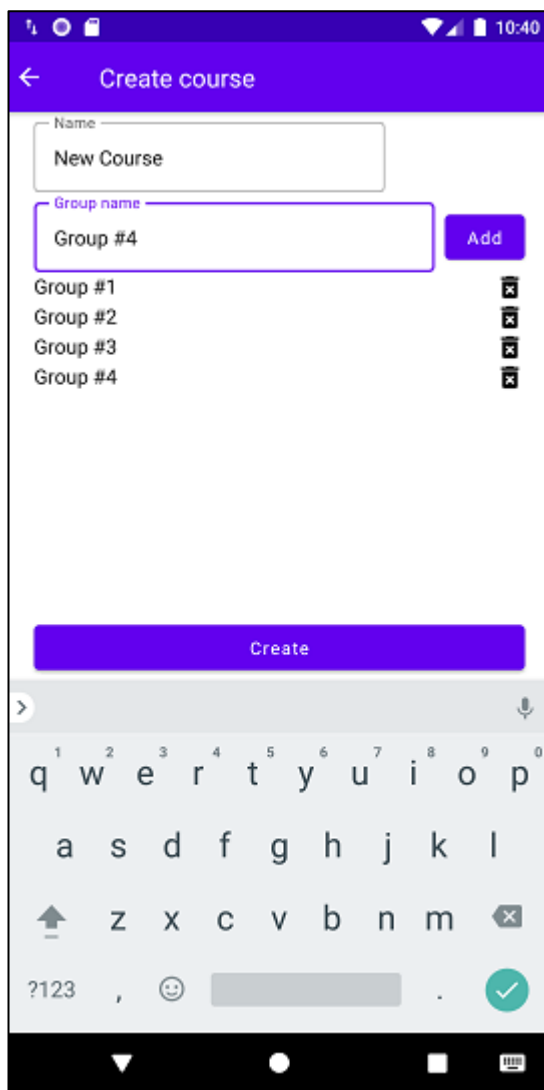 10:40
Create course
Name
New Course
Group name
Group #4
Add
Group #1
Group #2
Group #3
Group #4
Create
1 2 3 4 5 6 7 8 9 0
q w e r t y u i o p
a s d f g h j k l
z x c v b n m
?123 , .